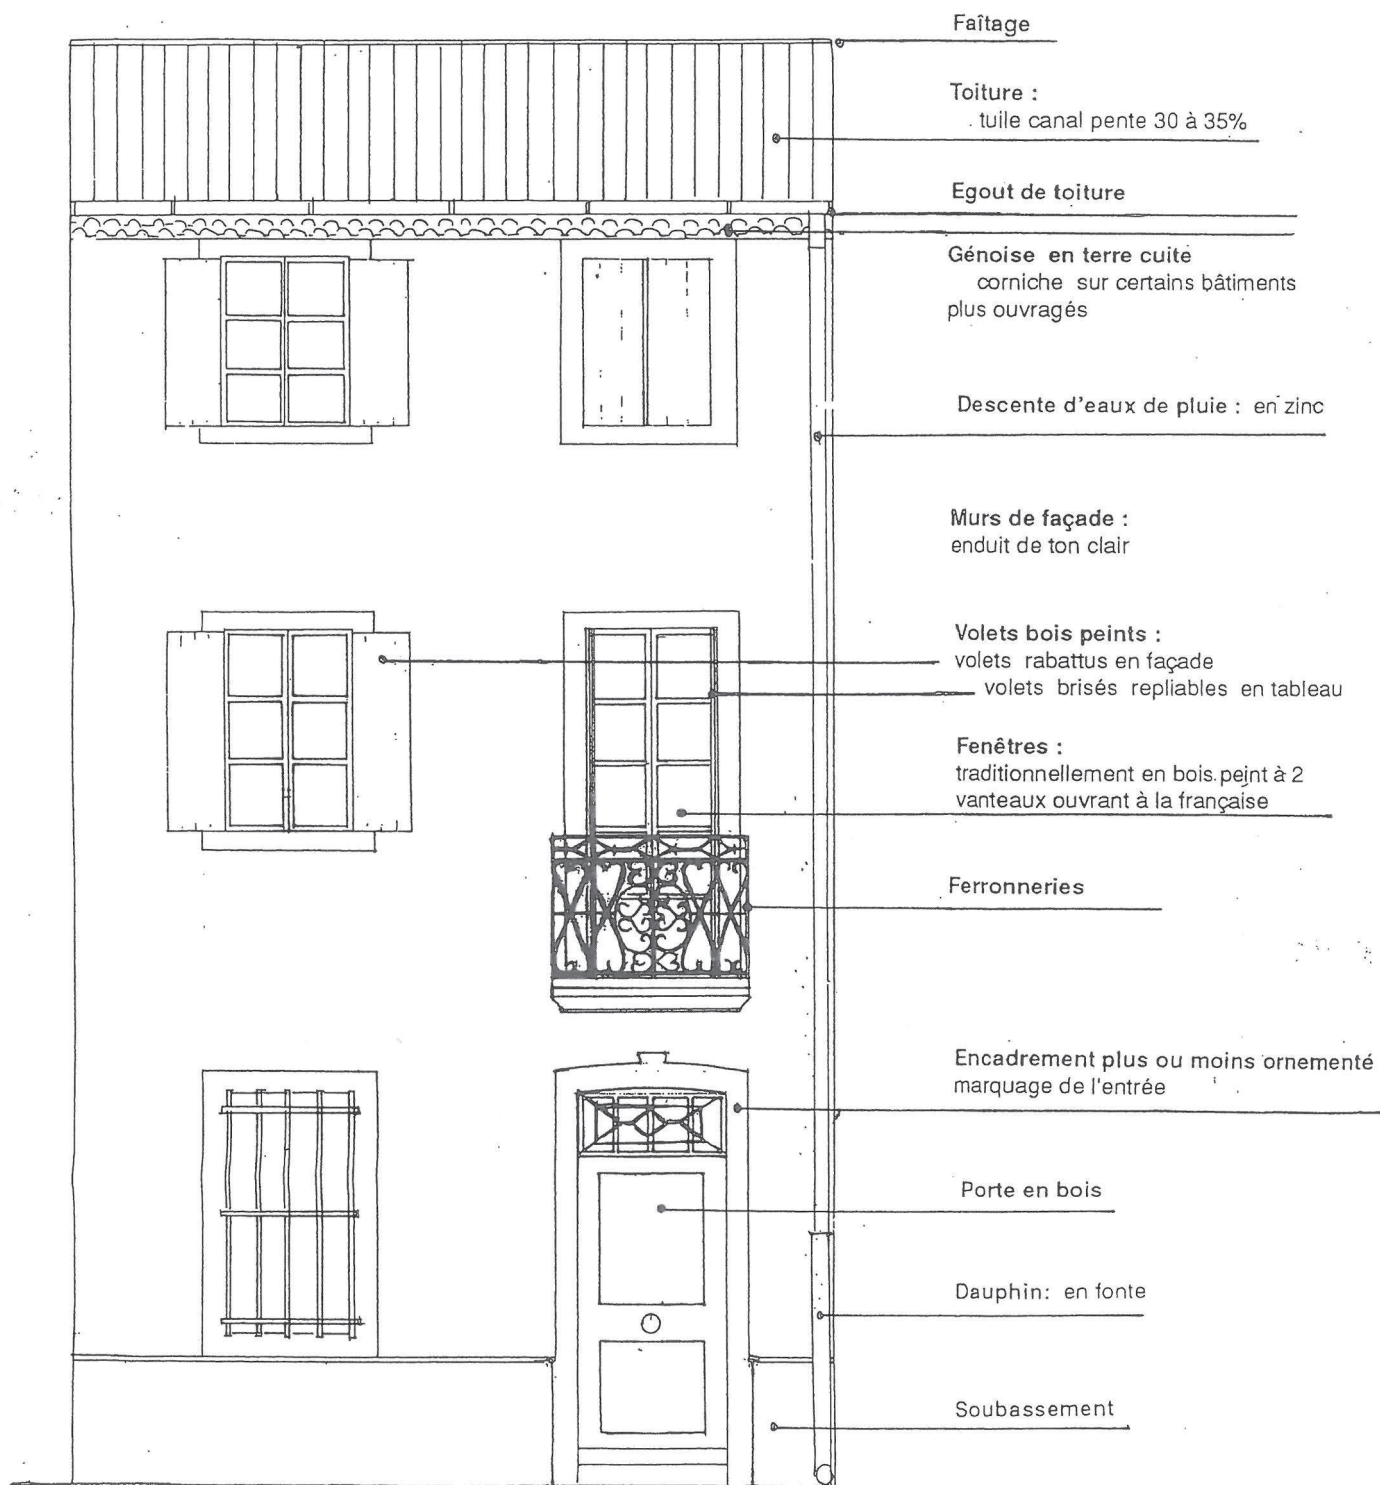 Faîtage
Toiture :
tuile canal pente 30 à 35%
Egout de toiture
Génoise en terre cuite
corniche sur certains bâtiments
plus ouvragés
Descente d'eaux de pluie : en zinc
Murs de façade :
enduit de ton clair
Volets bois peints :
volets rabattus en façade
volets brisés repliables en tableau
Fenêtres :
traditionnellement en bois peint à 2
vanteaux ouvrant à la française
Ferronneries
Encadrement plus ou moins ornementé
marquage de l'entrée
Porte en bois
Dauphin: en fonte
Soubassement